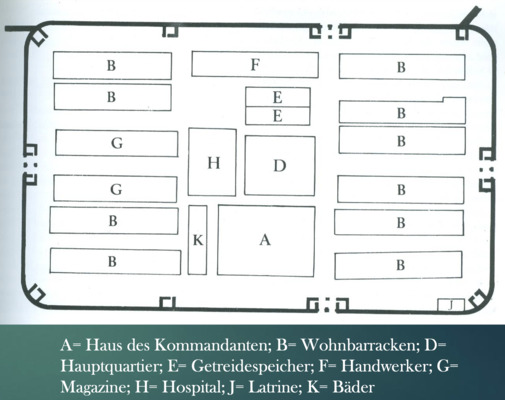 B F B
B E B
E
G H D B
G B
B K A B
B B
J
A= Haus des Kommandanten; B= Wohnbarracken; D=
Hauptquartier; E= Getreidespeicher; F= Handwerker; G=
Magazine; H= Hospital; J= Latrine; K= Bäder